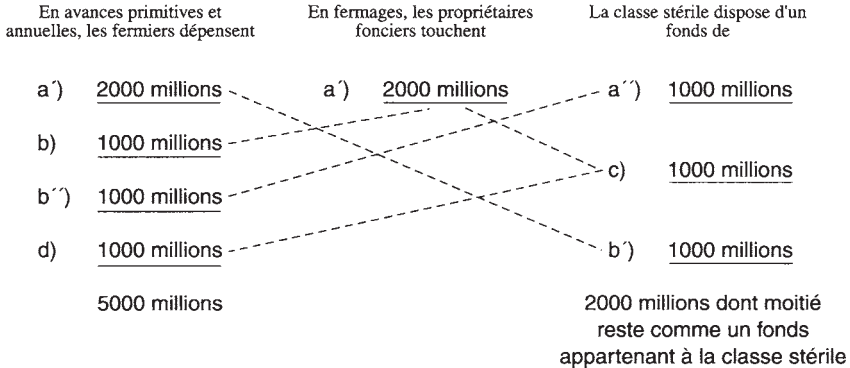 En avances primitives et
annuelles, les fermiers dépensent
En fermages, les propriétaires
fonciers touchent
La classe stérile dispose d'un
fonds de
a´) 2000 millions a´) 2000 millions a´´) 1000 millions
b) 1000 millions
c) 1000 millions
b´´) 1000 millions
d) 1000 millions b´) 1000 millions
5000 millions
2000 millions dont moitié
reste comme un fonds
appartenant à la classe stérile